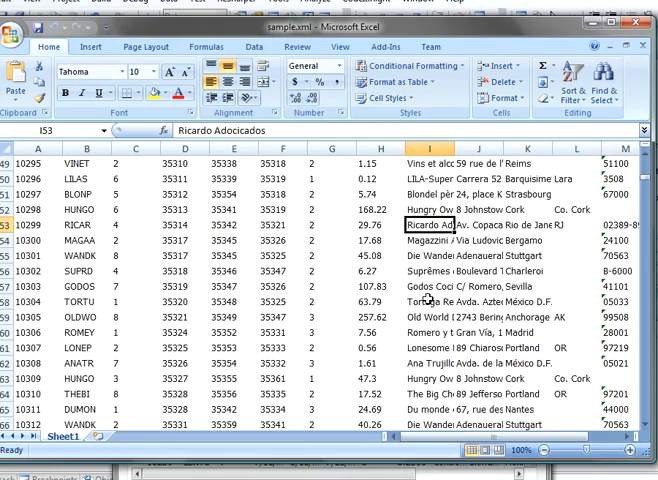 sample.xml - Microsoft Excel
Home Insert Page Layout Formulas Data Review View Add-Ins Team
Paste Tahoma 10 A A General Conditional Formatting Insert Σ
B I U A $ % , Format as Table Delete Sort & Find &
Cell Styles Format Filter Select
Clipboard Font Alignment Number Styles Cells Editing
I53 fx Ricardo Adocicados
A B C D E F G H I J K L M
49 10295 VINET 2 35310 35338 35318 2 1.15 Vins et alcc 59 rue de l' Reims 51100
50 10296 LILAS 6 35311 35339 35319 1 0.12 LILA-Super Carrera 52 Barquisime Lara 3508
51 10297 BLONP 5 35312 35354 35318 2 5.74 Blondel pèr 24, place K Strasbourg 67000
52 10298 HUNGO 6 35313 35341 35319 2 168.22 Hungry Ow 8 Johnstow Cork Co. Cork
53 10299 RICAR 4 35314 35342 35321 2 29.76 Ricardo Ad Av. Copaca Rio de Jane RJ 02389-89
54 10300 MAGAA 2 35317 35345 35326 2 17.68 Magazzini A Via Ludovic Bergamo 24100
55 10301 WANDK 8 35317 35345 35325 2 45.08 Die Wander Adenaueral Stuttgart 70563
56 10302 SUPRD 4 35318 35346 35347 2 6.27 Suprêmes d Boulevard T Charleroi B-6000
57 10303 GODOS 7 35319 35347 35326 2 107.83 Godos Coci C/ Romero, Sevilla 41101
58 10304 TORTU 1 35320 35348 35325 2 63.79 Tortuga Re Avda. Aztec México D.F. 05033
59 10305 OLDWO 8 35321 35349 35347 3 257.62 Old World D 2743 Bering Anchorage AK 99508
60 10306 ROMEY 1 35324 35352 35331 3 7.56 Romero y t Gran Vía, 1 Madrid 28001
61 10307 LONEP 2 35325 35353 35333 2 0.56 Lonesome P 89 Chiaroso Portland OR 97219
62 10308 ANATR 7 35326 35354 35332 3 1.61 Ana Trujillo Avda. de la México D.F. 05021
63 10309 HUNGO 3 35327 35355 35361 1 47.3 Hungry Ow 8 Johnstow Cork Co. Cork
64 10310 THEBI 8 35328 35356 35335 2 17.52 The Big Ch 89 Jefferso Portland OR 97201
65 10311 DUMON 1 35328 35342 35334 3 24.69 Du monde e 67, rue des Nantes 44000
66 10312 WANDK 2 35331 35359 35341 2 40.26 Die Wander Adenaueral Stuttgart 70563
Sheet1
Ready 100%
Breakpoints